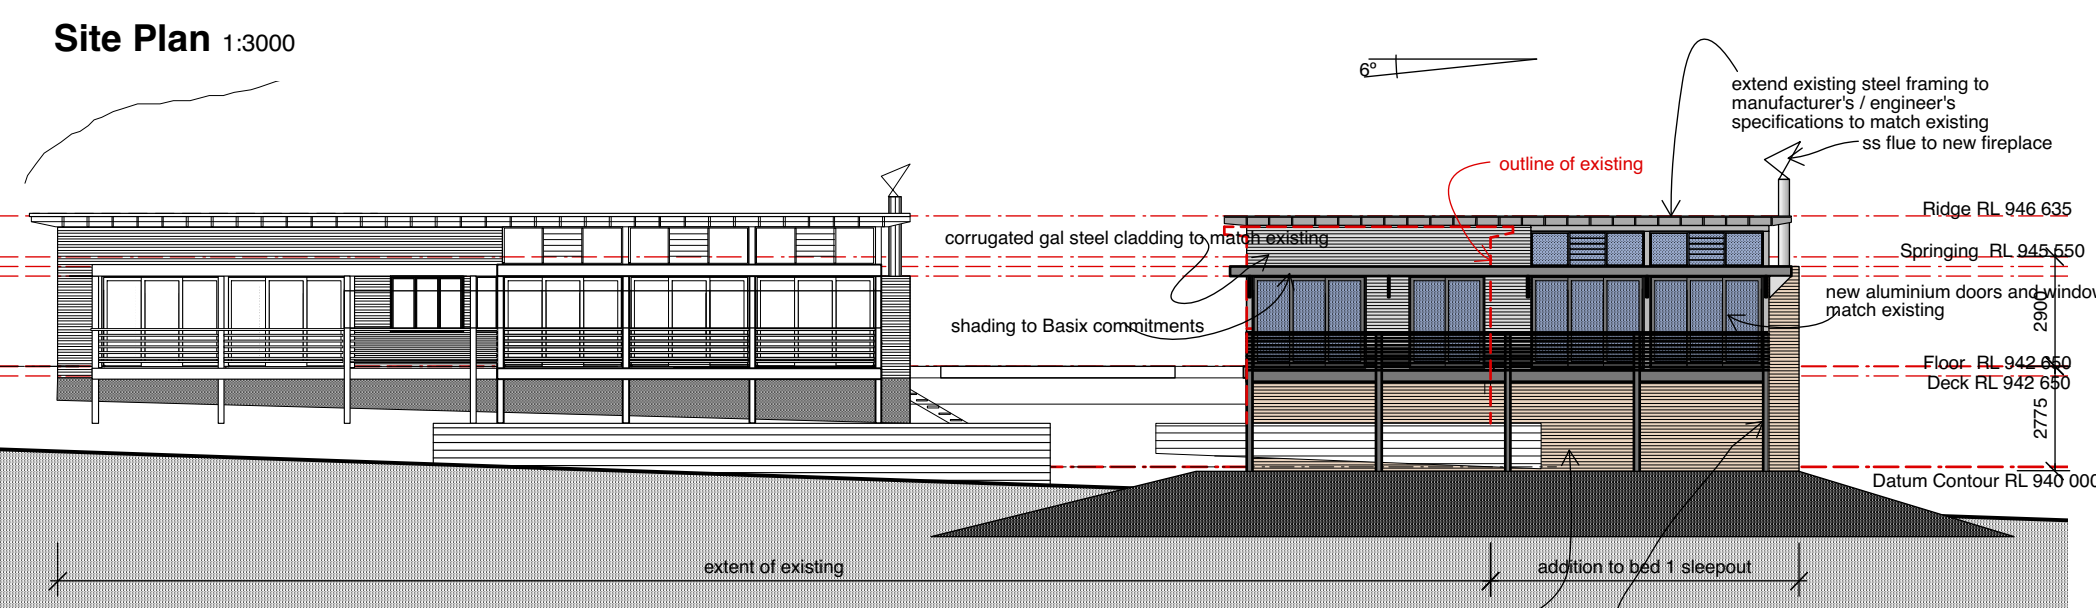 Site Plan 1:3000
6°
extend existing steel framing to
manufacturer's / engineer's
specifications to match existing
ss flue to new fireplace
outline of existing
Ridge RL 946 635
corrugated gal steel cladding to match existing
Springing RL 945 550
new aluminium doors and window
match existing
2900
shading to Basix commitments
Floor RL 942 650
Deck RL 942 650
2775
Datum Contour RL 940 000
extent of existing
addition to bed 1 sleepout